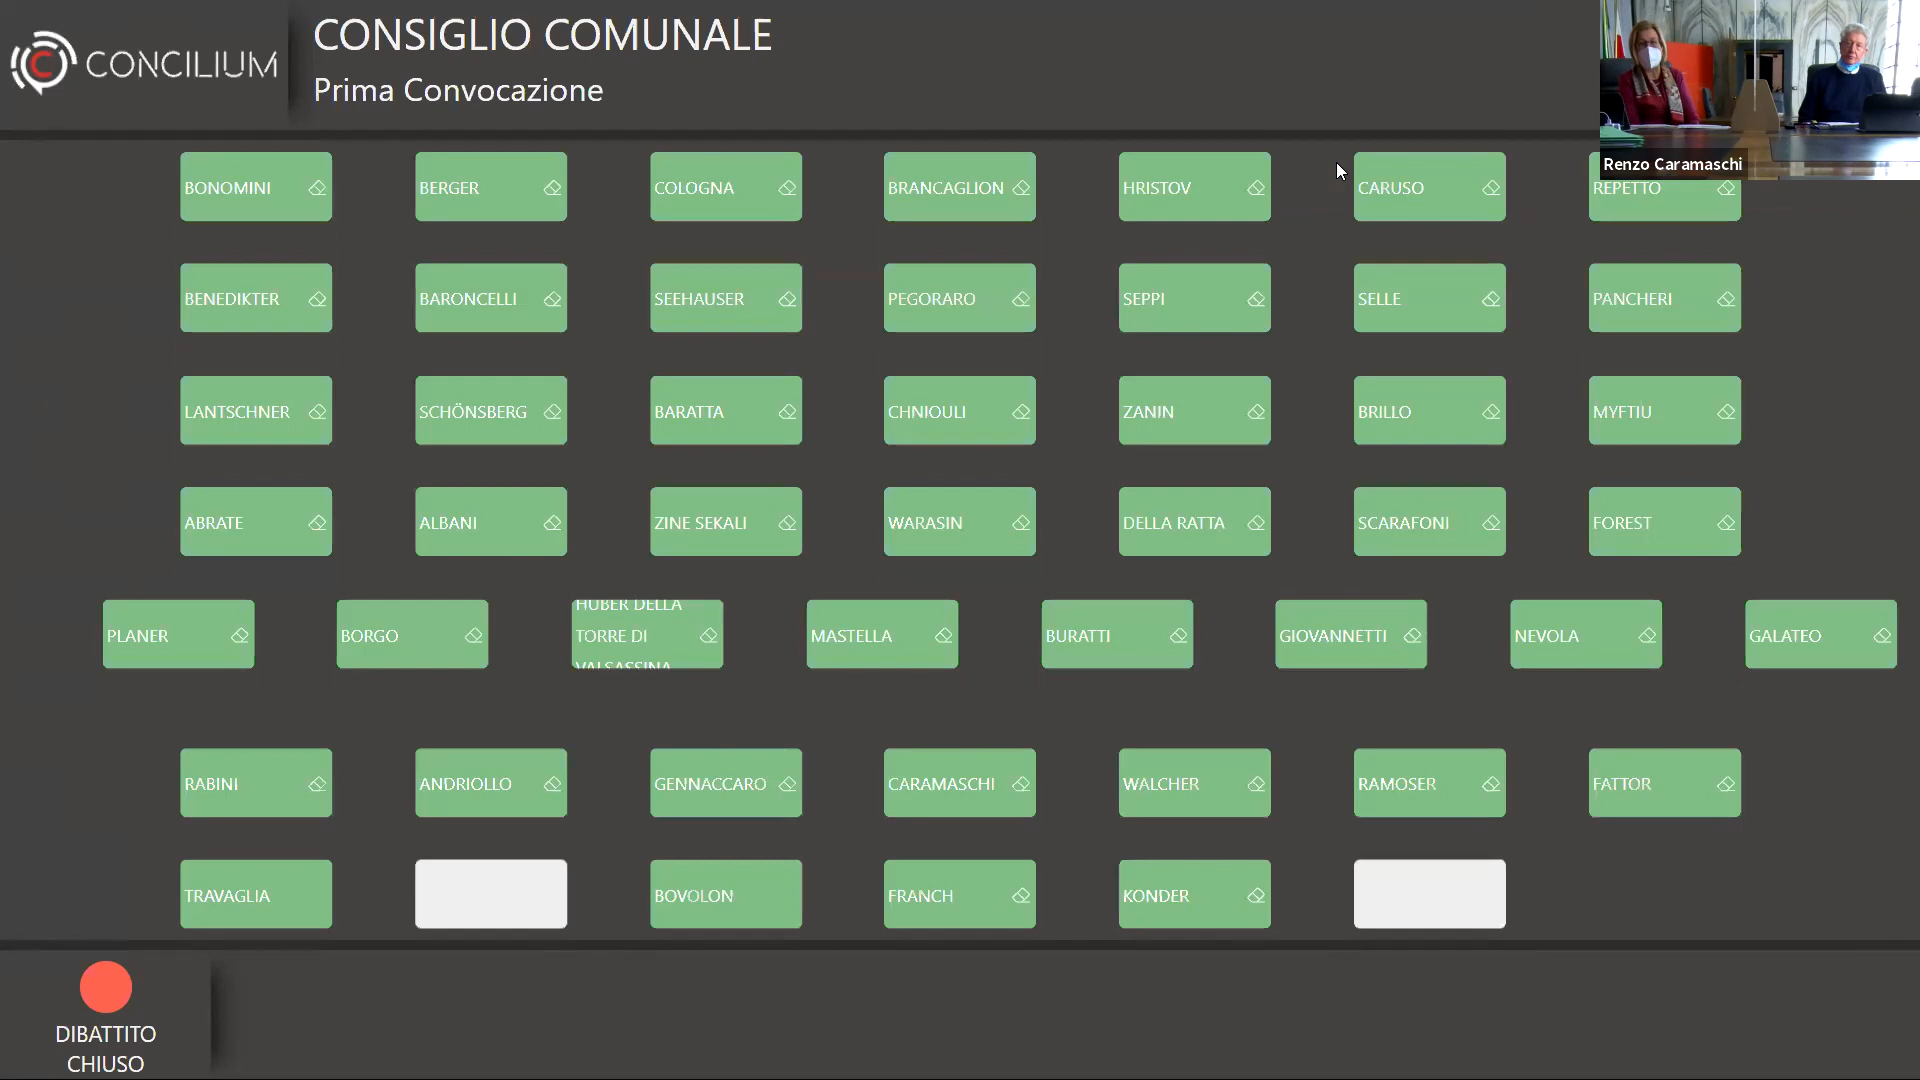 CONCILIUM
CONSIGLIO COMUNALE
Prima Convocazione
Renzo Caramaschi
BONOMINI
BERGER
COLOGNA
BRANCAGLION
HRISTOV
CARUSO
REPETTO
BENEDIKTER
BARONCELLI
SEEHAUSER
PEGORARO
SEPPI
SELLE
PANCHERI
LANTSCHNER
SCHÖNSBERG
BARATTA
CHNIOULI
ZANIN
BRILLO
MYFTIU
ABRATE
ALBANI
ZINE SEKALI
WARASIN
DELLA RATTA
SCARAFONI
FOREST
PLANER
BORGO
HUBER DELLA
TORRE DI
VALSASSINA
MASTELLA
BURATTI
GIOVANNETTI
NEVOLA
GALATEO
RABINI
ANDRIOLLO
GENNACCARO
CARAMASCHI
WALCHER
RAMOSER
FATTOR
TRAVAGLIA
BOVOLON
FRANCH
KONDER
DIBATTITO
CHIUSO